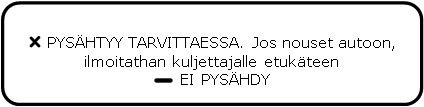 ✖ PYSÄHTYY TARVITTAESSA. Jos nouset autoon,
ilmoitathan kuljettajalle etukäteen
━ EI PYSÄHDY